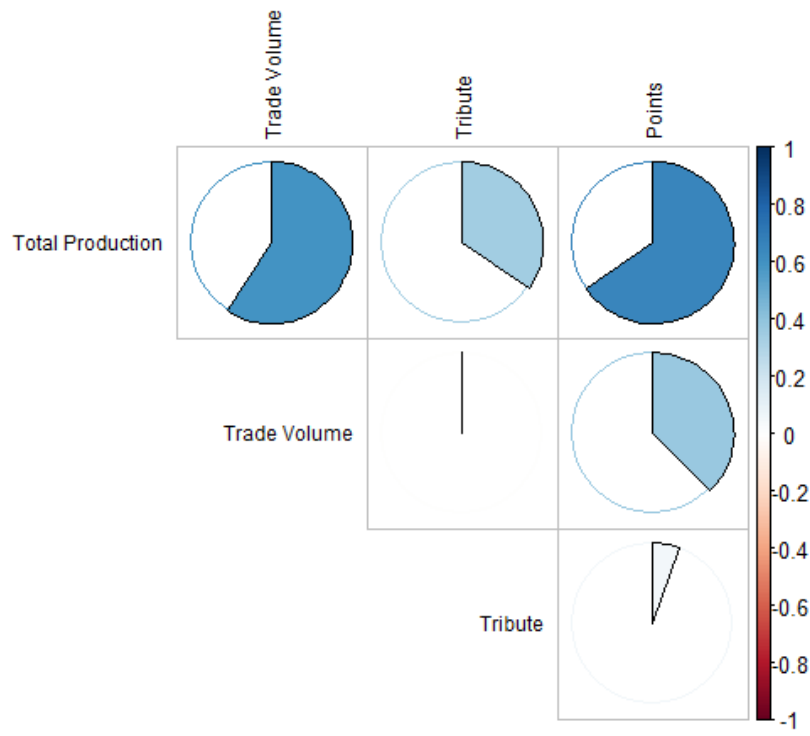 Trade Volume
Tribute
Points
Total Production
Trade Volume
Tribute
1
0.8
0.6
0.4
0.2
0
-0.2
-0.4
-0.6
-0.8
-1